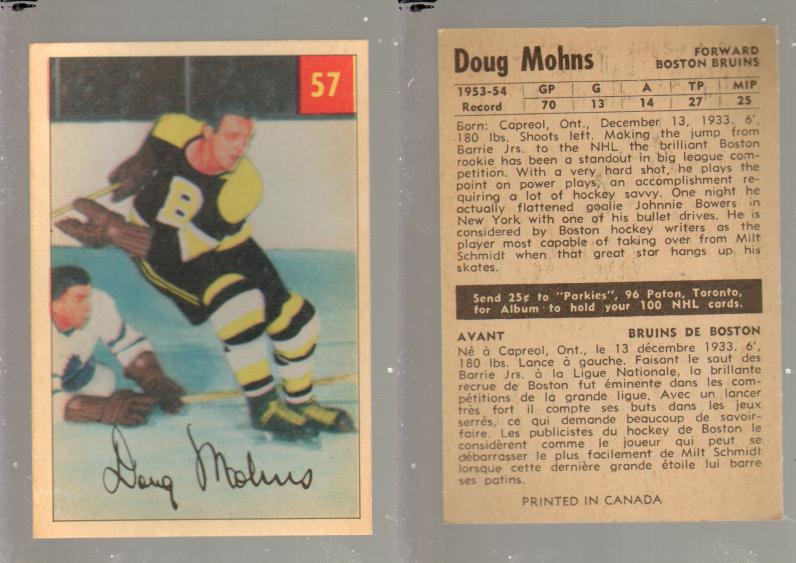 57
B
Doug Mohns
Doug Mohns
FORWARD
BOSTON BRUINS
1953-54 GP G A TP MIP
Record 70 13 14 27 25
Born: Capreol, Ont., December 13, 1933. 6',
180 lbs. Shoots left. Making the jump from
Barrie Jrs. to the NHL the brilliant Boston
rookie has been a standout in big league com-
petition. With a very hard shot, he plays the
point on power plays, an accomplishment re-
quiring a lot of hockey savvy. One night he
actually flattened goalie Johnnie Bowers in
New York with one of his bullet drives. He is
considered by Boston hockey writers as the
player most capable of taking over from Milt
Schmidt when that great star hangs up his
skates.
Send 25¢ to "Parkies", 96 Paton, Toronto,
for Album to hold your 100 NHL cards.
AVANT BRUINS DE BOSTON
Né à Capreol, Ont., le 13 décembre 1933. 6',
180 lbs. Lance à gauche. Faisant le saut des
Barrie Jrs. à la Ligue Nationale, la brillante
recrue de Boston fut éminente dans les com-
pétitions de la grande ligue. Avec un lancer
très fort il compte ses buts dans les jeux
serrés, ce qui demande beaucoup de savoir-
faire. Les publicistes du hockey de Boston le
considèrent comme le joueur qui peut se
débarrasser le plus facilement de Milt Schmidt
lorsque cette dernière grande étoile lui barre
ses patins.
PRINTED IN CANADA